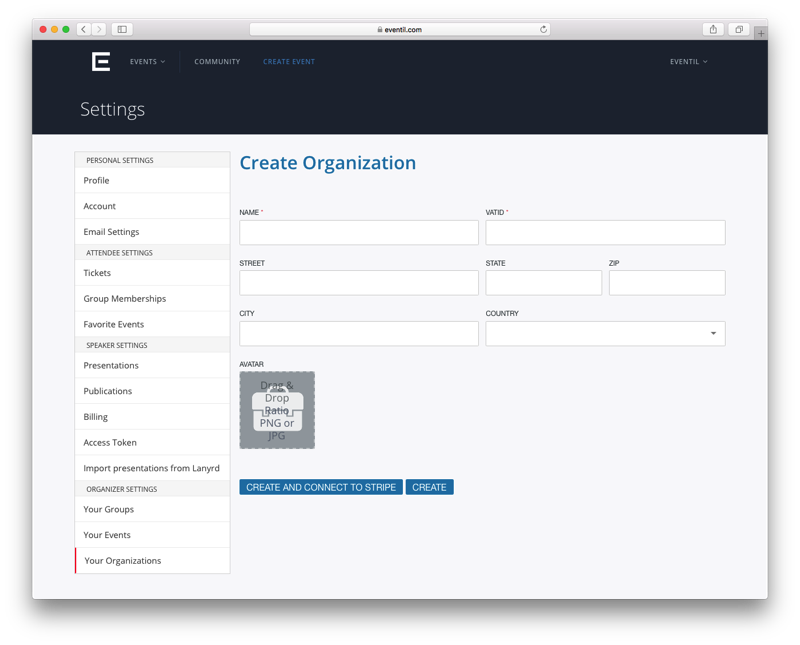 eventil.com
EVENTS
COMMUNITY
CREATE EVENT
EVENTIL
Settings
PERSONAL SETTINGS
Profile
Account
Email Settings
ATTENDEE SETTINGS
Tickets
Group Memberships
Favorite Events
SPEAKER SETTINGS
Presentations
Publications
Billing
Access Token
Import presentations from Lanyrd
ORGANIZER SETTINGS
Your Groups
Your Events
Your Organizations
Create Organization
NAME *
VATID *
STREET
STATE
ZIP
CITY
COUNTRY
AVATAR
Drag &
Drop
Ratio
PNG or
JPG
CREATE AND CONNECT TO STRIPE
CREATE